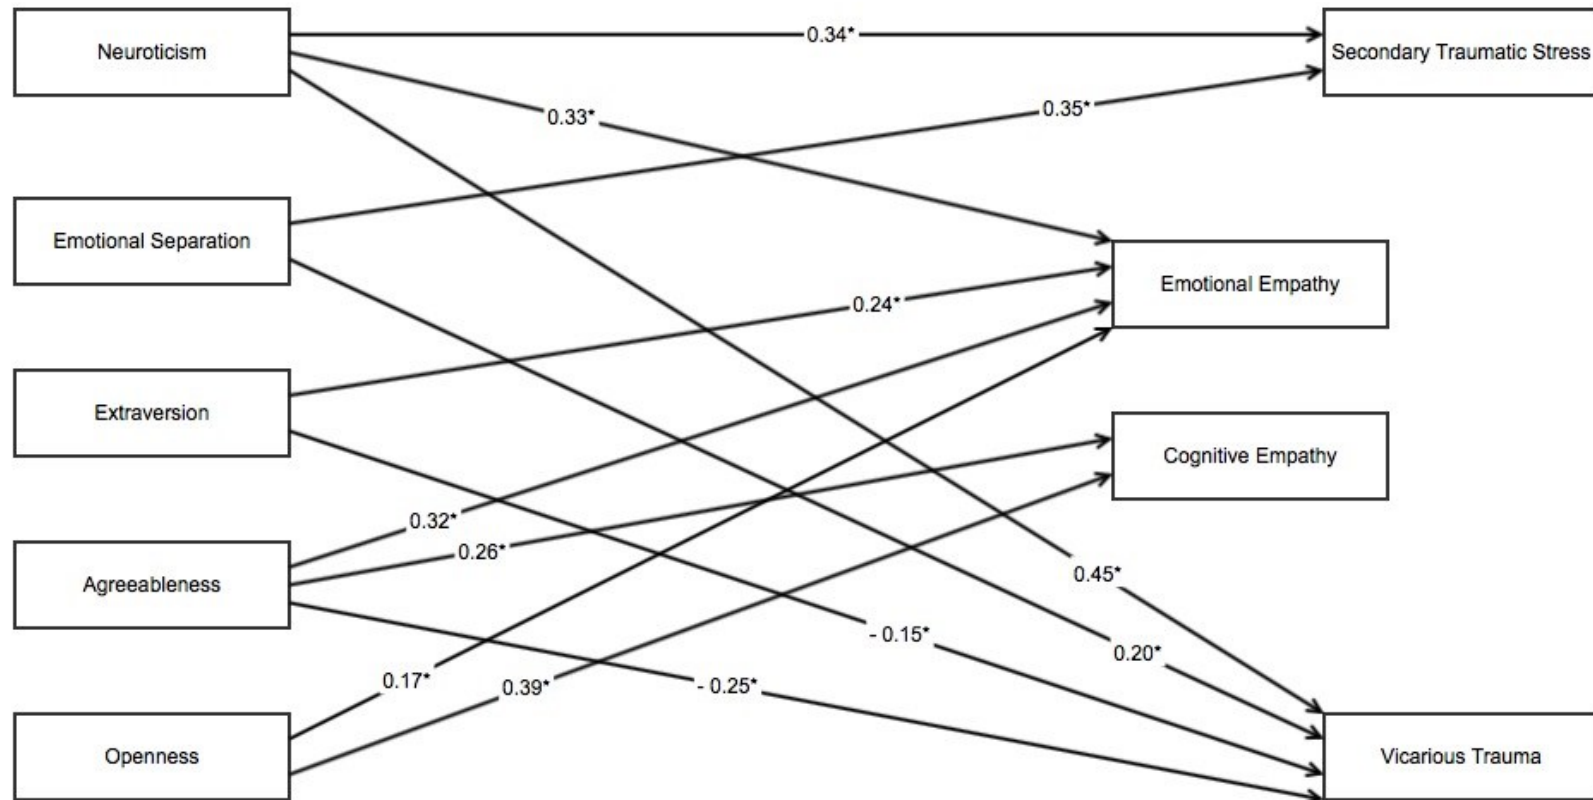 Neuroticism
0.34*
Secondary Traumatic Stress
0.33*
0.35*
Emotional Separation
Emotional Empathy
0.24*
Extraversion
Cognitive Empathy
0.32*
0.26*
Agreeableness
0.45*
- 0.15*
0.20*
0.17*
0.39*
- 0.25*
Openness
Vicarious Trauma